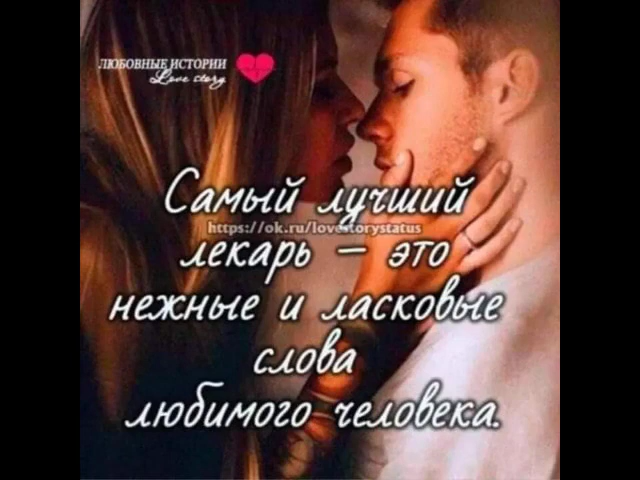 ЛЮБОВНЫЕ ИСТОРИИ
Love story
Самый лучший
https://ok.ru/lovestorystatus
лекарь – это
нежные и ласковые
слова
любимого человека.